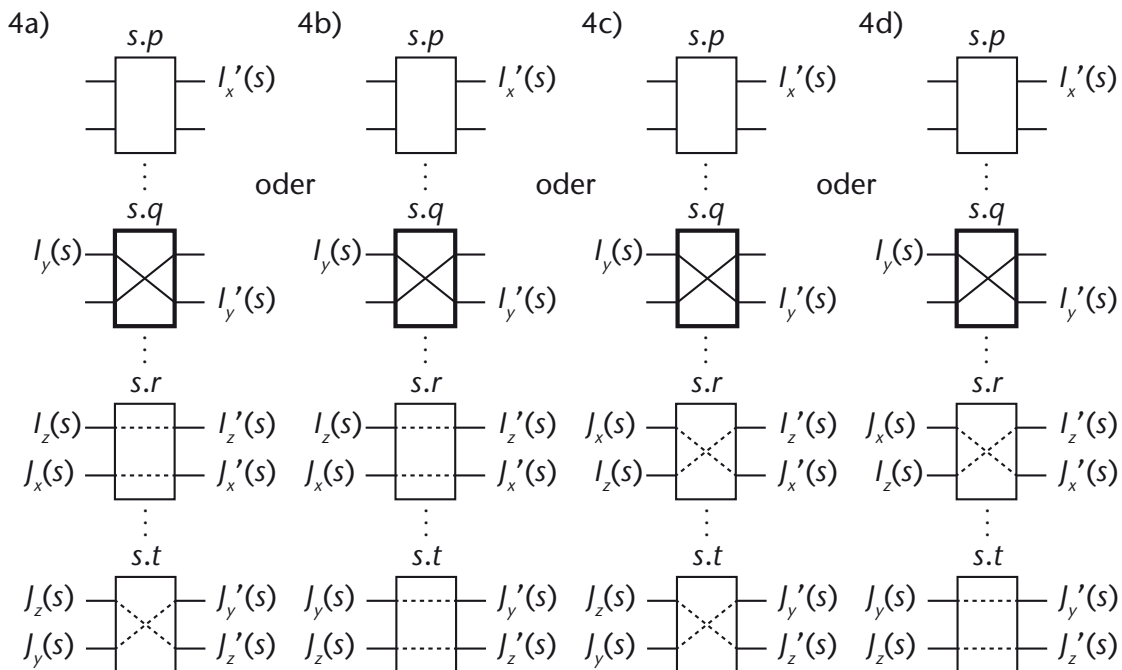 4a) 4b) 4c) 4d)
s.p s.p s.p s.p
I_x’(s) I_x’(s) I_x’(s) I_x’(s)
oder oder oder
s.q s.q s.q s.q
I_y(s) I_y(s) I_y(s) I_y(s)
I_y’(s) I_y’(s) I_y’(s) I_y’(s)
s.r s.r s.r s.r
I_z(s) I_z’(s) I_z(s) I_z’(s) J_x(s) I_z’(s) J_x(s) I_z’(s)
J_x(s) J_x’(s) J_x(s) J_x’(s) I_z(s) J_x’(s) I_z(s) J_x’(s)
s.t s.t s.t s.t
J_z(s) J_y’(s) J_y(s) J_y’(s) J_z(s) J_y’(s) J_y(s) J_y’(s)
J_y(s) J_z’(s) J_z(s) J_z’(s) J_y(s) J_z’(s) J_z(s) J_z’(s)